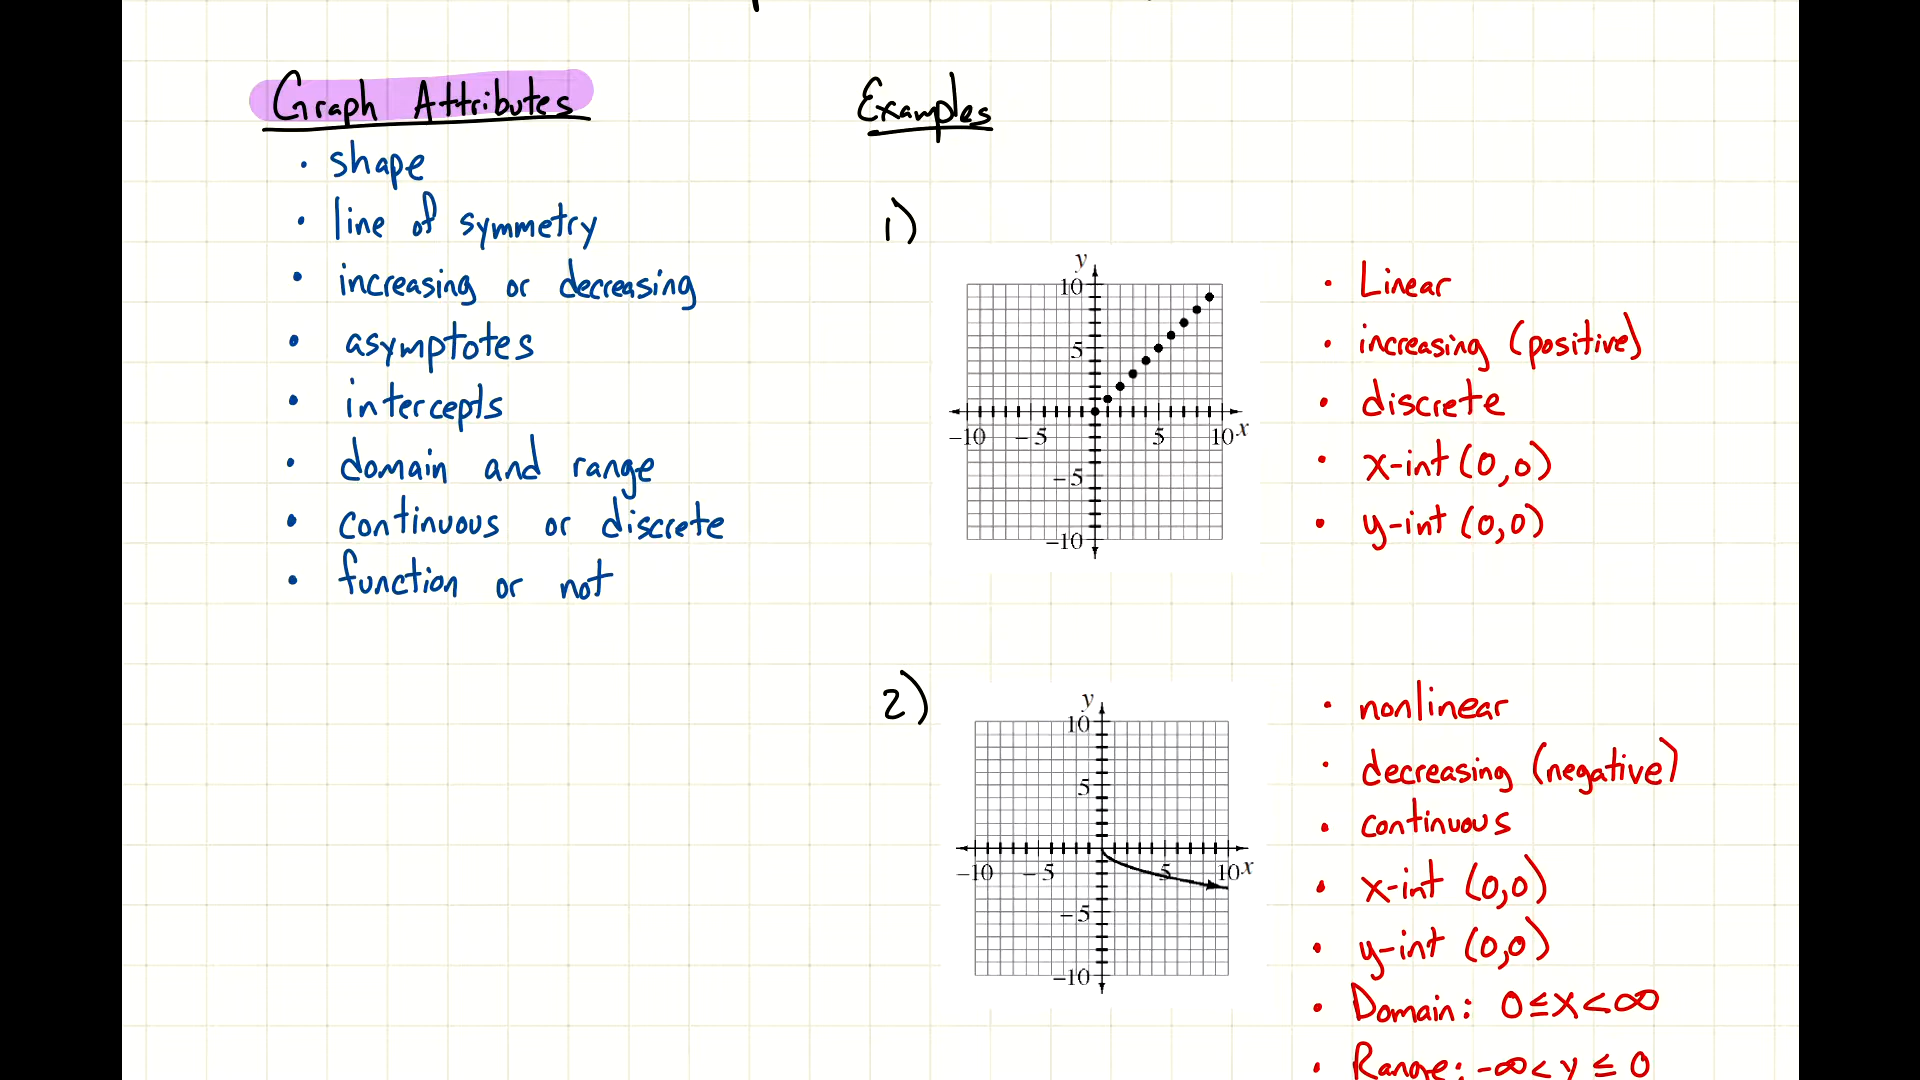 Graph Attributes
• shape
• line of symmetry
• increasing or decreasing
• asymptotes
• intercepts
• domain and range
• continuous or discrete
• function or not
Examples
1)
y
10
5
-10 -5 5 10 x
-5
-10
• Linear
• increasing (positive)
• discrete
• x-int (0,0)
• y-int (0,0)
2)
y
10
5
-10 -5 5 10 x
-5
-10
• nonlinear
• decreasing (negative)
• continuous
• x-int (0,0)
• y-int (0,0)
• Domain: 0≤x<∞
• Range: -∞<y≤0